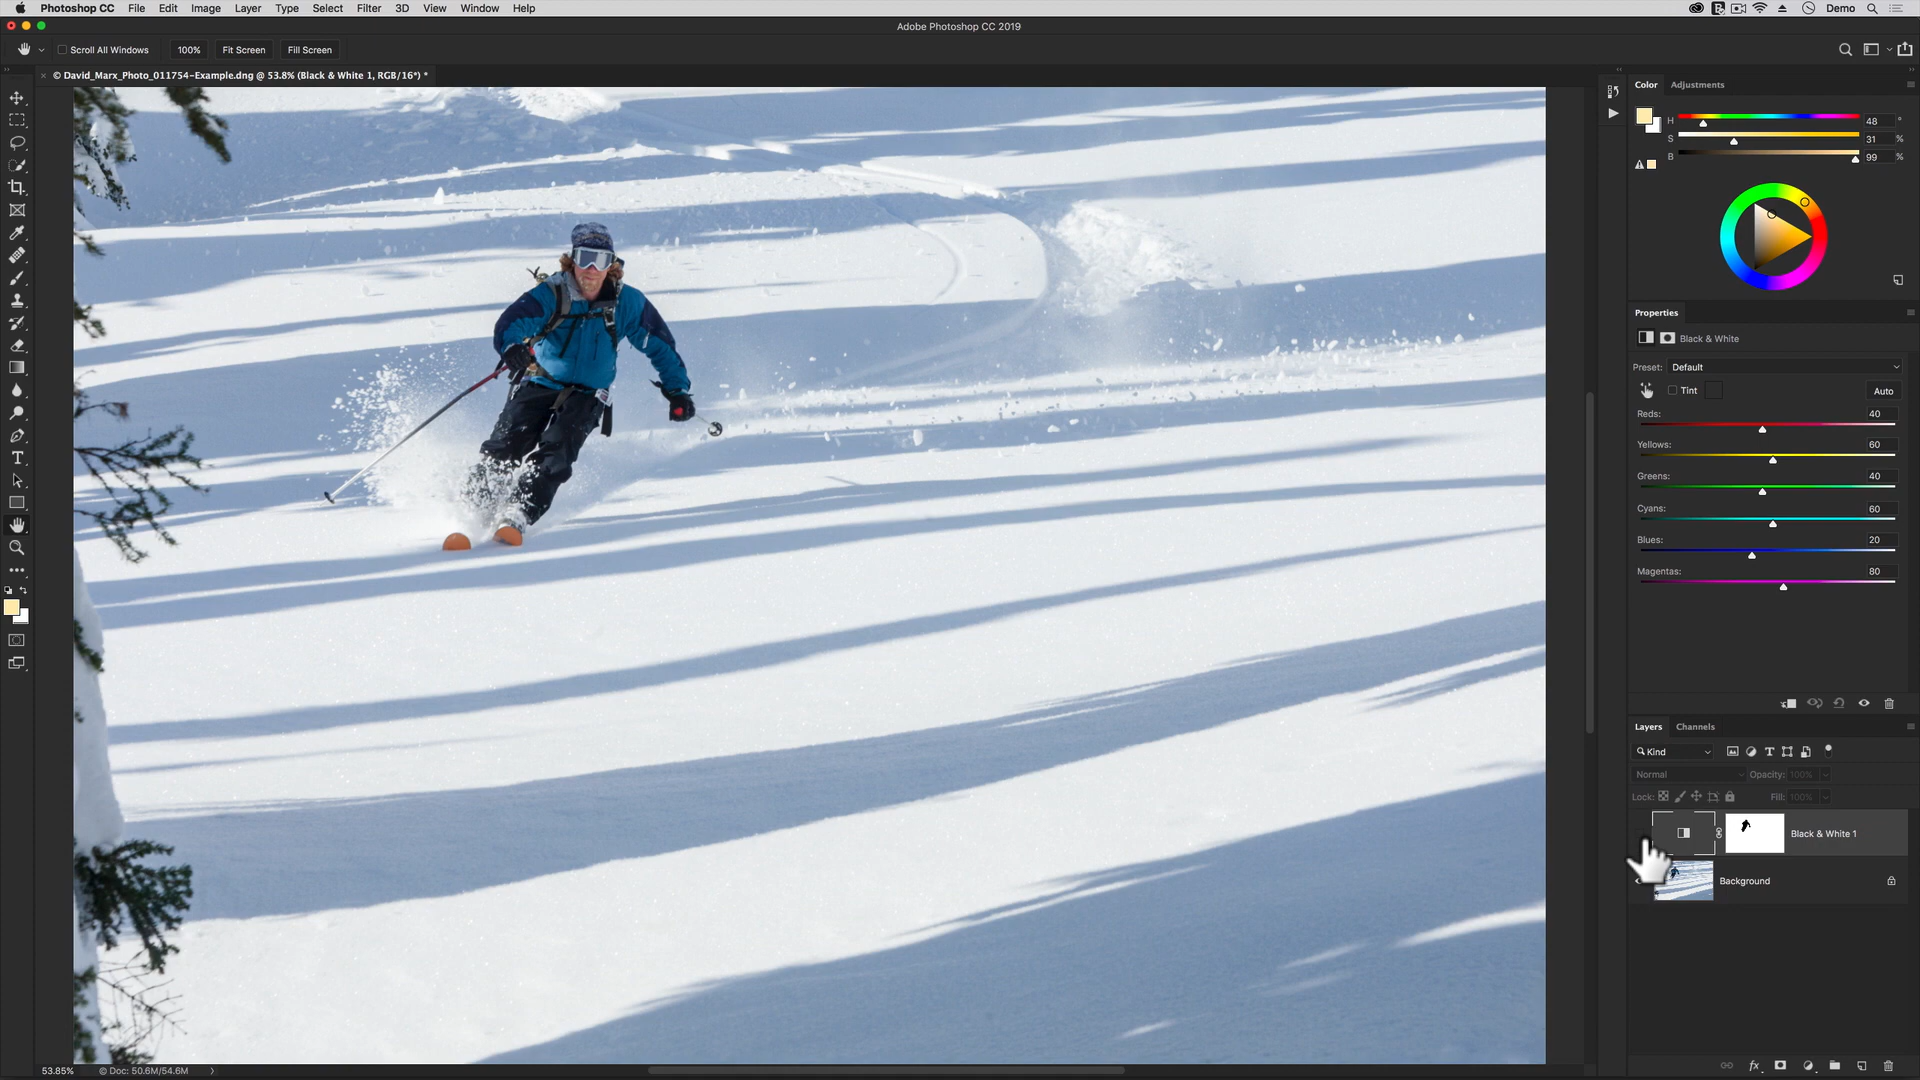 Photoshop CC File Edit Image Layer Type Select Filter 3D View Window Help Demo
Adobe Photoshop CC 2019
Scroll All Windows 100% Fit Screen Fill Screen
© David_Marx_Photo_011754-Example.dng @ 53.8% (Black & White 1, RGB/16*) *
Color Adjustments
H 48 °
S 31 %
B 99 %
Properties
Black & White
Preset: Default
Tint Auto
Reds: 40
Yellows: 60
Greens: 40
Cyans: 60
Blues: 20
Magentas: 80
Layers Channels
Kind
Normal Opacity: 100%
Lock: Fill: 100%
Black & White 1
Background
fx
53.85% © Doc: 50.6M/54.6M